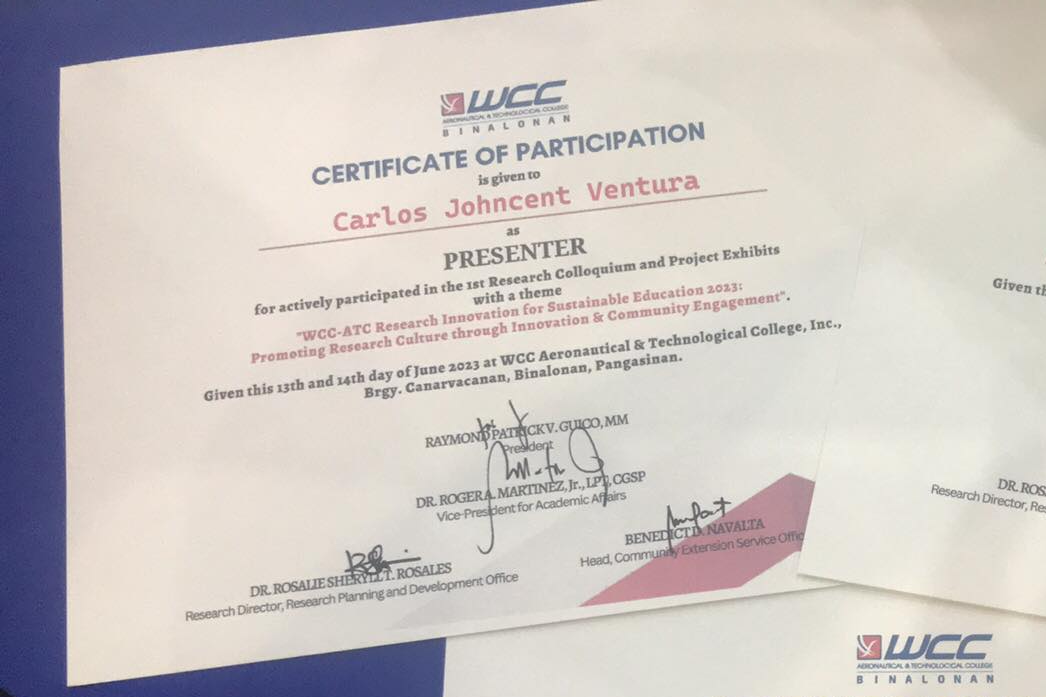 WCC
AERONAUTICAL & TECHNOLOGICAL COLLEGE
BINALONAN
CERTIFICATE OF PARTICIPATION
is given to
Carlos Johncent Ventura
as
PRESENTER
for actively participated in the 1st Research Colloquium and Project Exhibits
with a theme
"WCC-ATC Research Innovation for Sustainable Education 2023:
Promoting Research Culture through Innovation & Community Engagement".
Given this 13th and 14th day of June 2023 at WCC Aeronautical & Technological College, Inc.,
Brgy. Canarvacanan, Binalonan, Pangasinan.
RAYMOND PATRICK V. GUICO, MM
President
DR. ROGER A. MARTINEZ, Jr., LPT, CGSP
Vice-President for Academic Affairs
BENEDICT D. NAVALTA
Head, Community Extension Service Offic
DR. ROSALIE SHERYLL T. ROSALES
Research Director, Research Planning and Development Office
Given th
DR. ROS
Research Director, Res
WCC
AERONAUTICAL & TECHNOLOGICAL COLLEGE
BINALONAN